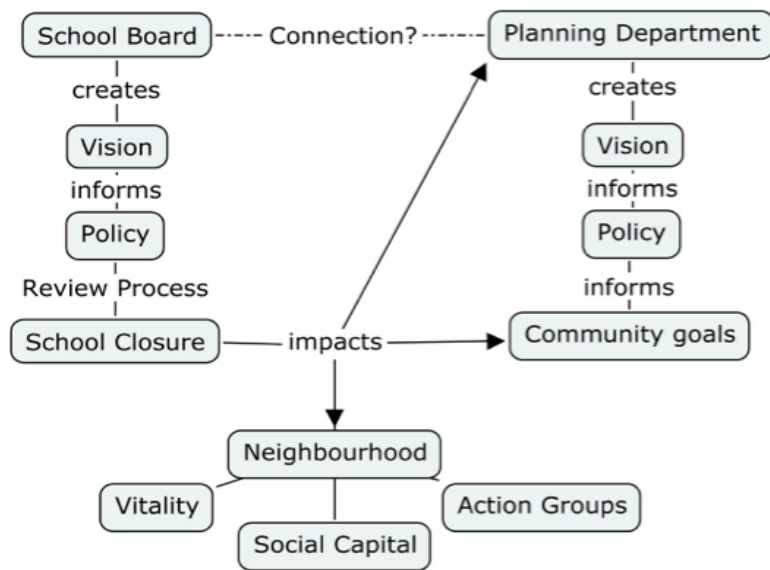 School Board
Connection?
Planning Department
creates
creates
Vision
Vision
informs
informs
Policy
Policy
Review Process
informs
School Closure
impacts
Community goals
Neighbourhood
Vitality
Action Groups
Social Capital